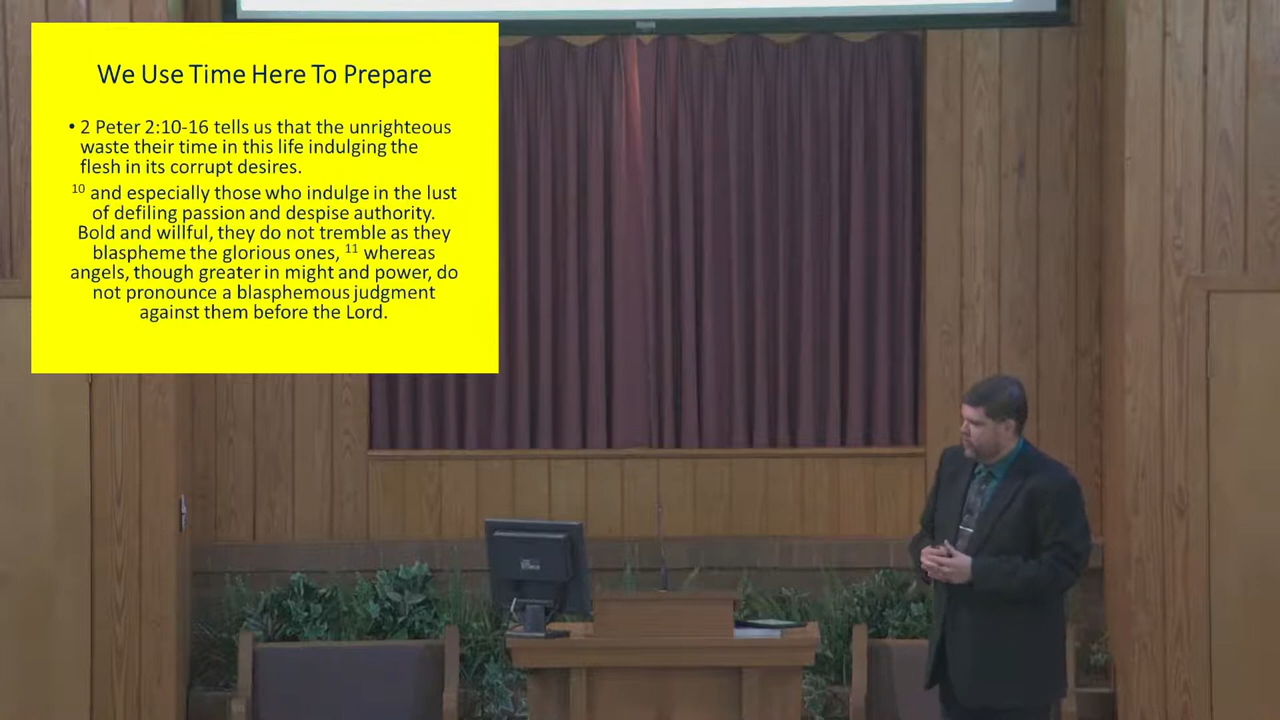 We Use Time Here To Prepare
• 2 Peter 2:10-16 tells us that the unrighteous
waste their time in this life indulging the
flesh in its corrupt desires.
10 and especially those who indulge in the lust
of defiling passion and despise authority.
Bold and willful, they do not tremble as they
blaspheme the glorious ones, 11 whereas
angels, though greater in might and power, do
not pronounce a blasphemous judgment
against them before the Lord.